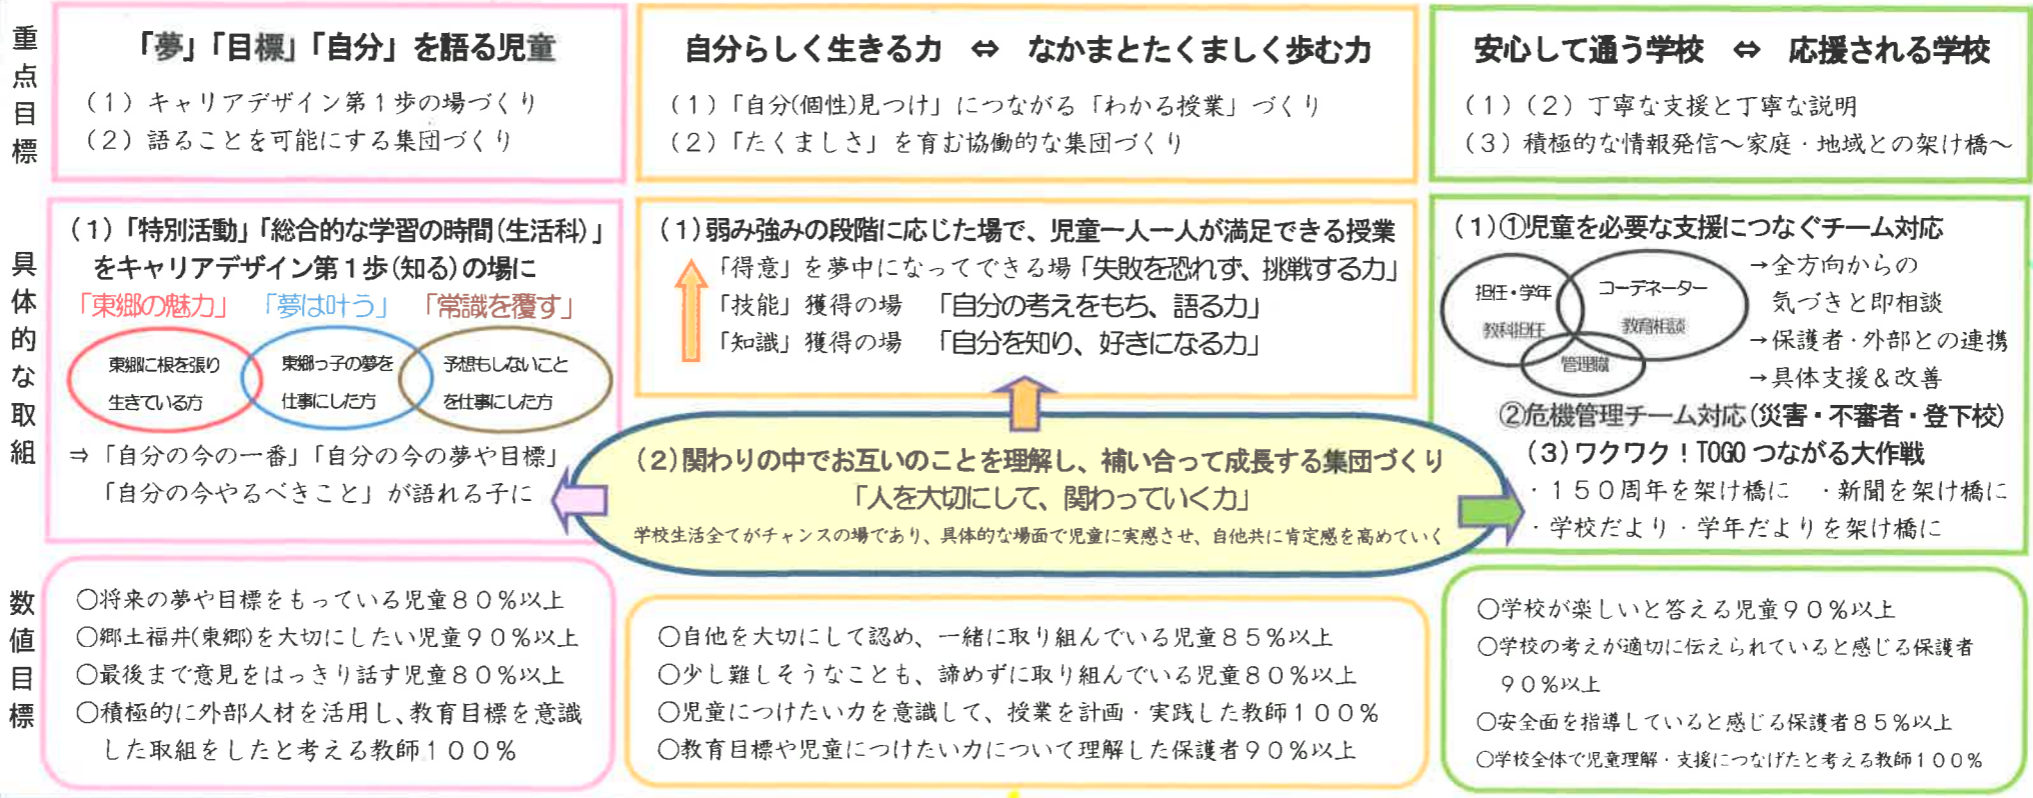 重点目標
「夢」「目標」「自分」を語る児童
(1) キャリアデザイン第1歩の場づくり
(2) 語ることを可能にする集団づくり
自分らしく生きる力 ⇔ なかまとたくましく歩む力
(1)「自分(個性)見つけ」につながる「わかる授業」づくり
(2)「たくましさ」を育む協働的な集団づくり
安心して通う学校 ⇔ 応援される学校
(1)(2) 丁寧な支援と丁寧な説明
(3) 積極的な情報発信~家庭・地域との架け橋~
具体的な取組
(1)「特別活動」「総合的な学習の時間(生活科)」
をキャリアデザイン第1歩(知る)の場に
「東郷の魅力」 「夢は叶う」 「常識を覆す」
東郷に根を張り
生きている方
東郷っ子の夢を
仕事にした方
予想もしないこと
を仕事にした方
⇒「自分の今の一番」「自分の今の夢や目標」
「自分の今やるべきこと」が語れる子に
(1)弱み強みの段階に応じた場で、児童一人一人が満足できる授業
「得意」を夢中になってできる場「失敗を恐れず、挑戦する力」
「技能」獲得の場 「自分の考えをもち、語る力」
「知識」獲得の場 「自分を知り、好きになる力」
(2)関わりの中でお互いのことを理解し、補い合って成長する集団づくり
「人を大切にして、関わっていく力」
学校生活全てがチャンスの場であり、具体的な場面で児童に実感させ、自他共に肯定感を高めていく
(1)①児童を必要な支援につなぐチーム対応
担任・学年
教科担任
コーデネーター
教育相談
管理職
→全方向からの
気づきと即相談
→保護者・外部との連携
→具体支援&改善
②危機管理チーム対応(災害・不審者・登下校)
(3)ワクワク!TOGOつながる大作戦
・150周年を架け橋に ・新聞を架け橋に
・学校だより・学年だよりを架け橋に
数値目標
○将来の夢や目標をもっている児童80%以上
○郷土福井(東郷)を大切にしたい児童90%以上
○最後まで意見をはっきり話す児童80%以上
○積極的に外部人材を活用し、教育目標を意識
した取組をしたと考える教師100%
○自他を大切にして認め、一緒に取り組んでいる児童85%以上
○少し難しそうなことも、諦めずに取り組んでいる児童80%以上
○児童につけたい力を意識して、授業を計画・実践した教師100%
○教育目標や児童につけたい力について理解した保護者90%以上
○学校が楽しいと答える児童90%以上
○学校の考えが適切に伝えられていると感じる保護者
90%以上
○安全面を指導していると感じる保護者85%以上
○学校全体で児童理解・支援につなげたと考える教師100%